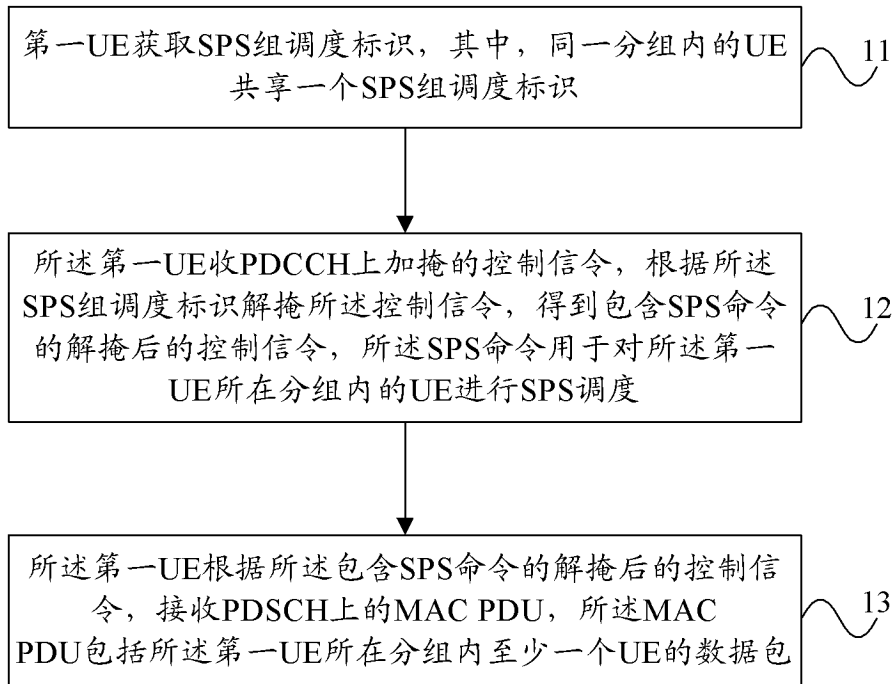 第一UE获取SPS组调度标识，其中，同一分组内的UE
共享一个SPS组调度标识
11
所述第一UE收PDCCH上加掩的控制信令，根据所述
SPS组调度标识解掩所述控制信令，得到包含SPS命令
的解掩后的控制信令，所述SPS命令用于对所述第一
UE所在分组内的UE进行SPS调度
12
所述第一UE根据所述包含SPS命令的解掩后的控制信
令，接收PDSCH上的MAC PDU，所述MAC
PDU包括所述第一UE所在分组内至少一个UE的数据包
13